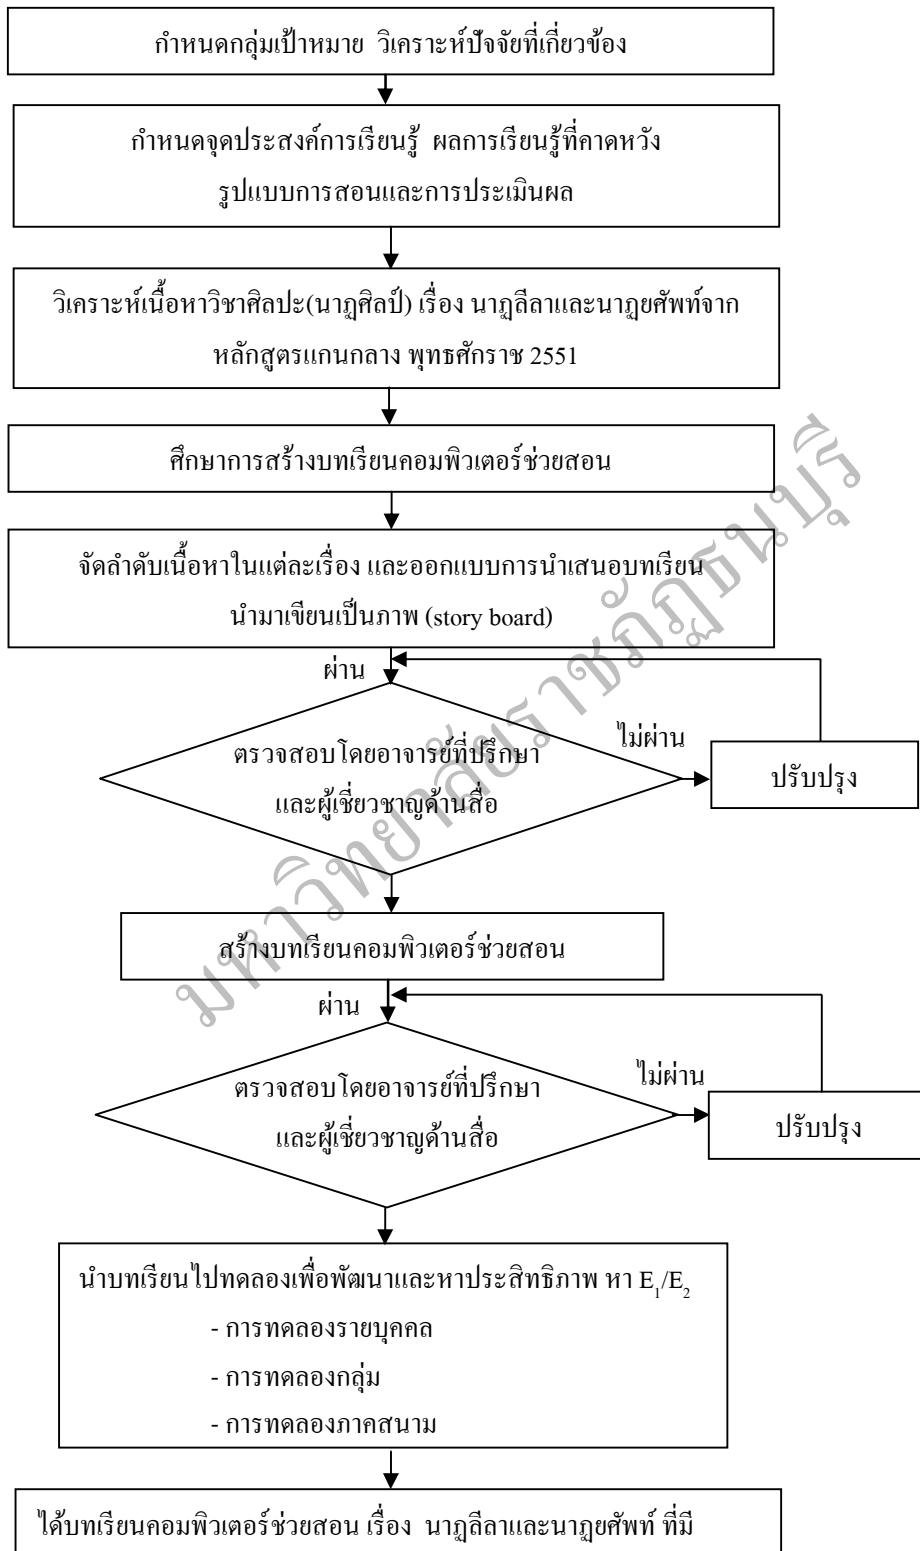 กำหนดกลุ่มเป้าหมาย วิเคราะห์ปัจจัยที่เกี่ยวข้อง
กำหนดจุดประสงค์การเรียนรู้ ผลการเรียนรู้ที่คาดหวัง
รูปแบบการสอนและการประเมินผล
วิเคราะห์เนื้อหาวิชาศิลปะ(นาฏศิลป์) เรื่อง นาฏลีลาและนาฏยศัพท์จาก
หลักสูตรแกนกลาง พุทธศักราช 2551
ศึกษาการสร้างบทเรียนคอมพิวเตอร์ช่วยสอน
จัดลำดับเนื้อหาในแต่ละเรื่อง และออกแบบการนำเสนอบทเรียน
นำมาเขียนเป็นภาพ (story board)
ผ่าน
ตรวจสอบโดยอาจารย์ที่ปรึกษา
และผู้เชี่ยวชาญด้านสื่อ
ไม่ผ่าน
ปรับปรุง
สร้างบทเรียนคอมพิวเตอร์ช่วยสอน
ผ่าน
ตรวจสอบโดยอาจารย์ที่ปรึกษา
และผู้เชี่ยวชาญด้านสื่อ
ไม่ผ่าน
ปรับปรุง
นำบทเรียนไปทดลองเพื่อพัฒนาและหาประสิทธิภาพ หา E₁/E₂
- การทดลองรายบุคคล
- การทดลองกลุ่ม
- การทดลองภาคสนาม
ได้บทเรียนคอมพิวเตอร์ช่วยสอน เรื่อง นาฏลีลาและนาฏยศัพท์ ที่มี
มหาวิทยาลัยราชภัฏธนบุรี